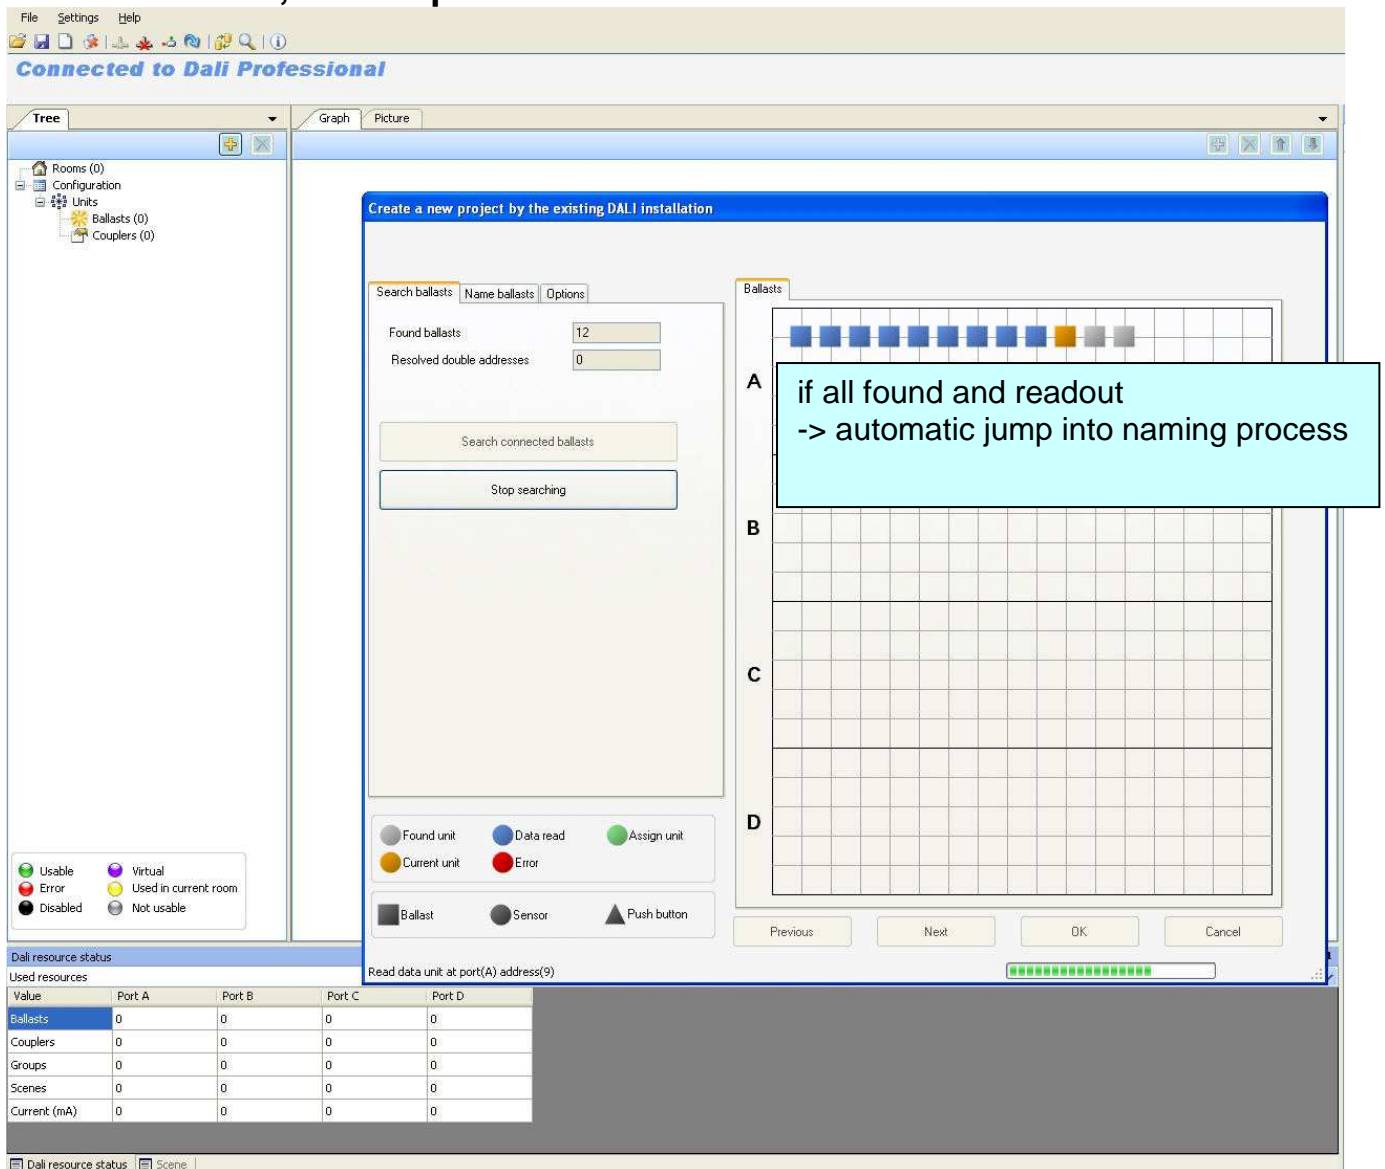 File Settings Help
Connected to Dali Professional
Tree
Graph Picture
Rooms (0)
Configuration
Units
Ballasts (0)
Couplers (0)
Create a new project by the existing DALI installation
Search ballasts Name ballasts Options
Found ballasts 12
Resolved double addresses 0
Search connected ballasts
Stop searching
Ballasts
A
if all found and readout
-> automatic jump into naming process
B
C
D
Found unit Data read Assign unit
Current unit Error
Ballast Sensor Push button
Previous Next OK Cancel
Read data unit at port(A) address(9)
Usable Virtual
Error Used in current room
Disabled Not usable
Dali resource status
Used resources
Value Port A Port B Port C Port D
Ballasts 0 0 0 0
Couplers 0 0 0 0
Groups 0 0 0 0
Scenes 0 0 0 0
Current (mA) 0 0 0 0
Dali resource status Scene